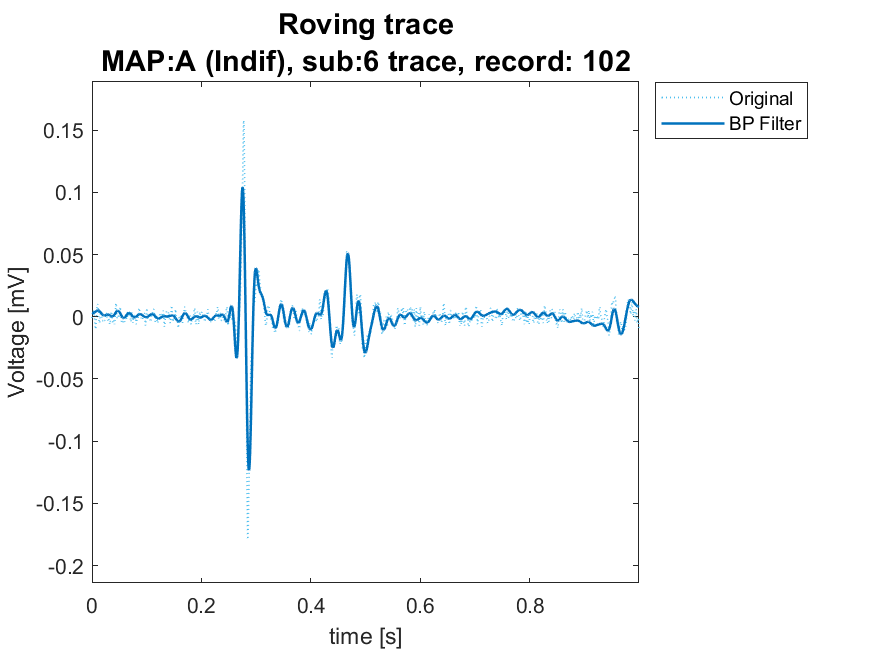 Roving trace
MAP:A (Indif), sub:6 trace, record: 102
Original
BP Filter
0.15
0.1
0.05
0
-0.05
-0.1
-0.15
-0.2
Voltage [mV]
0 0.2 0.4 0.6 0.8
time [s]